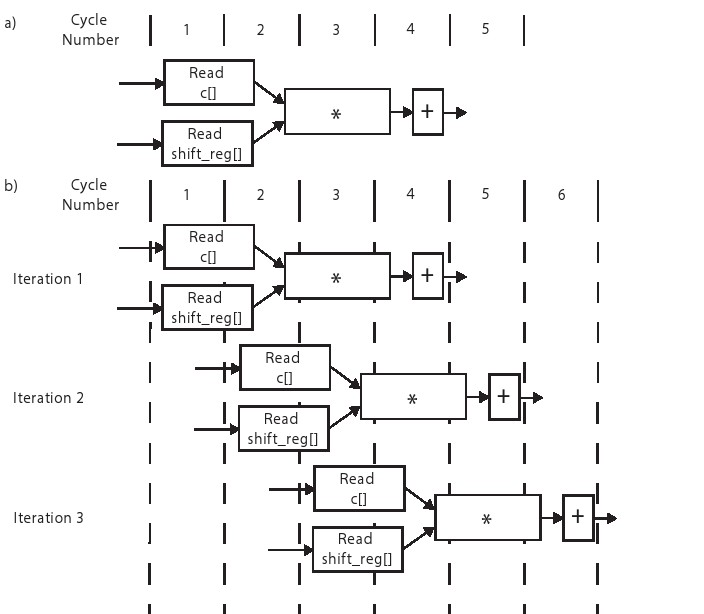 a) Cycle Number 1 2 3 4 5
Read
c[]
Read
shift_reg[]
* +
b) Cycle Number 1 2 3 4 5 6
Iteration 1
Read
c[]
Read
shift_reg[]
* +
Iteration 2
Read
c[]
Read
shift_reg[]
* +
Iteration 3
Read
c[]
Read
shift_reg[]
* +